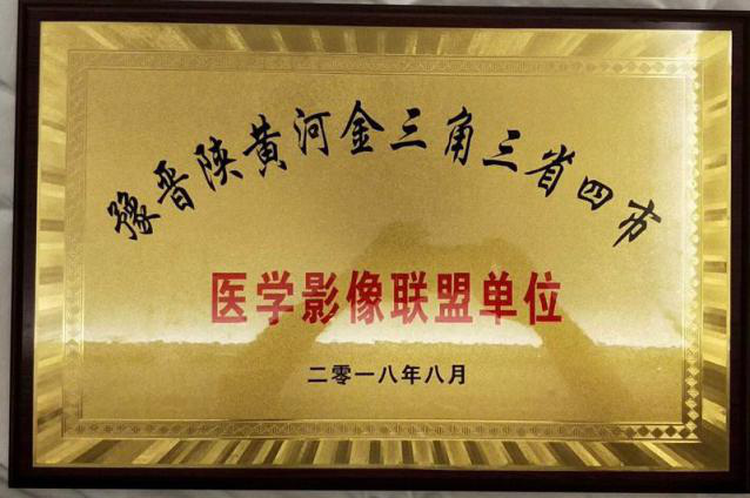 豫晋陕黄河金三角三省四市
医学影像联盟单位
二零一八年八月